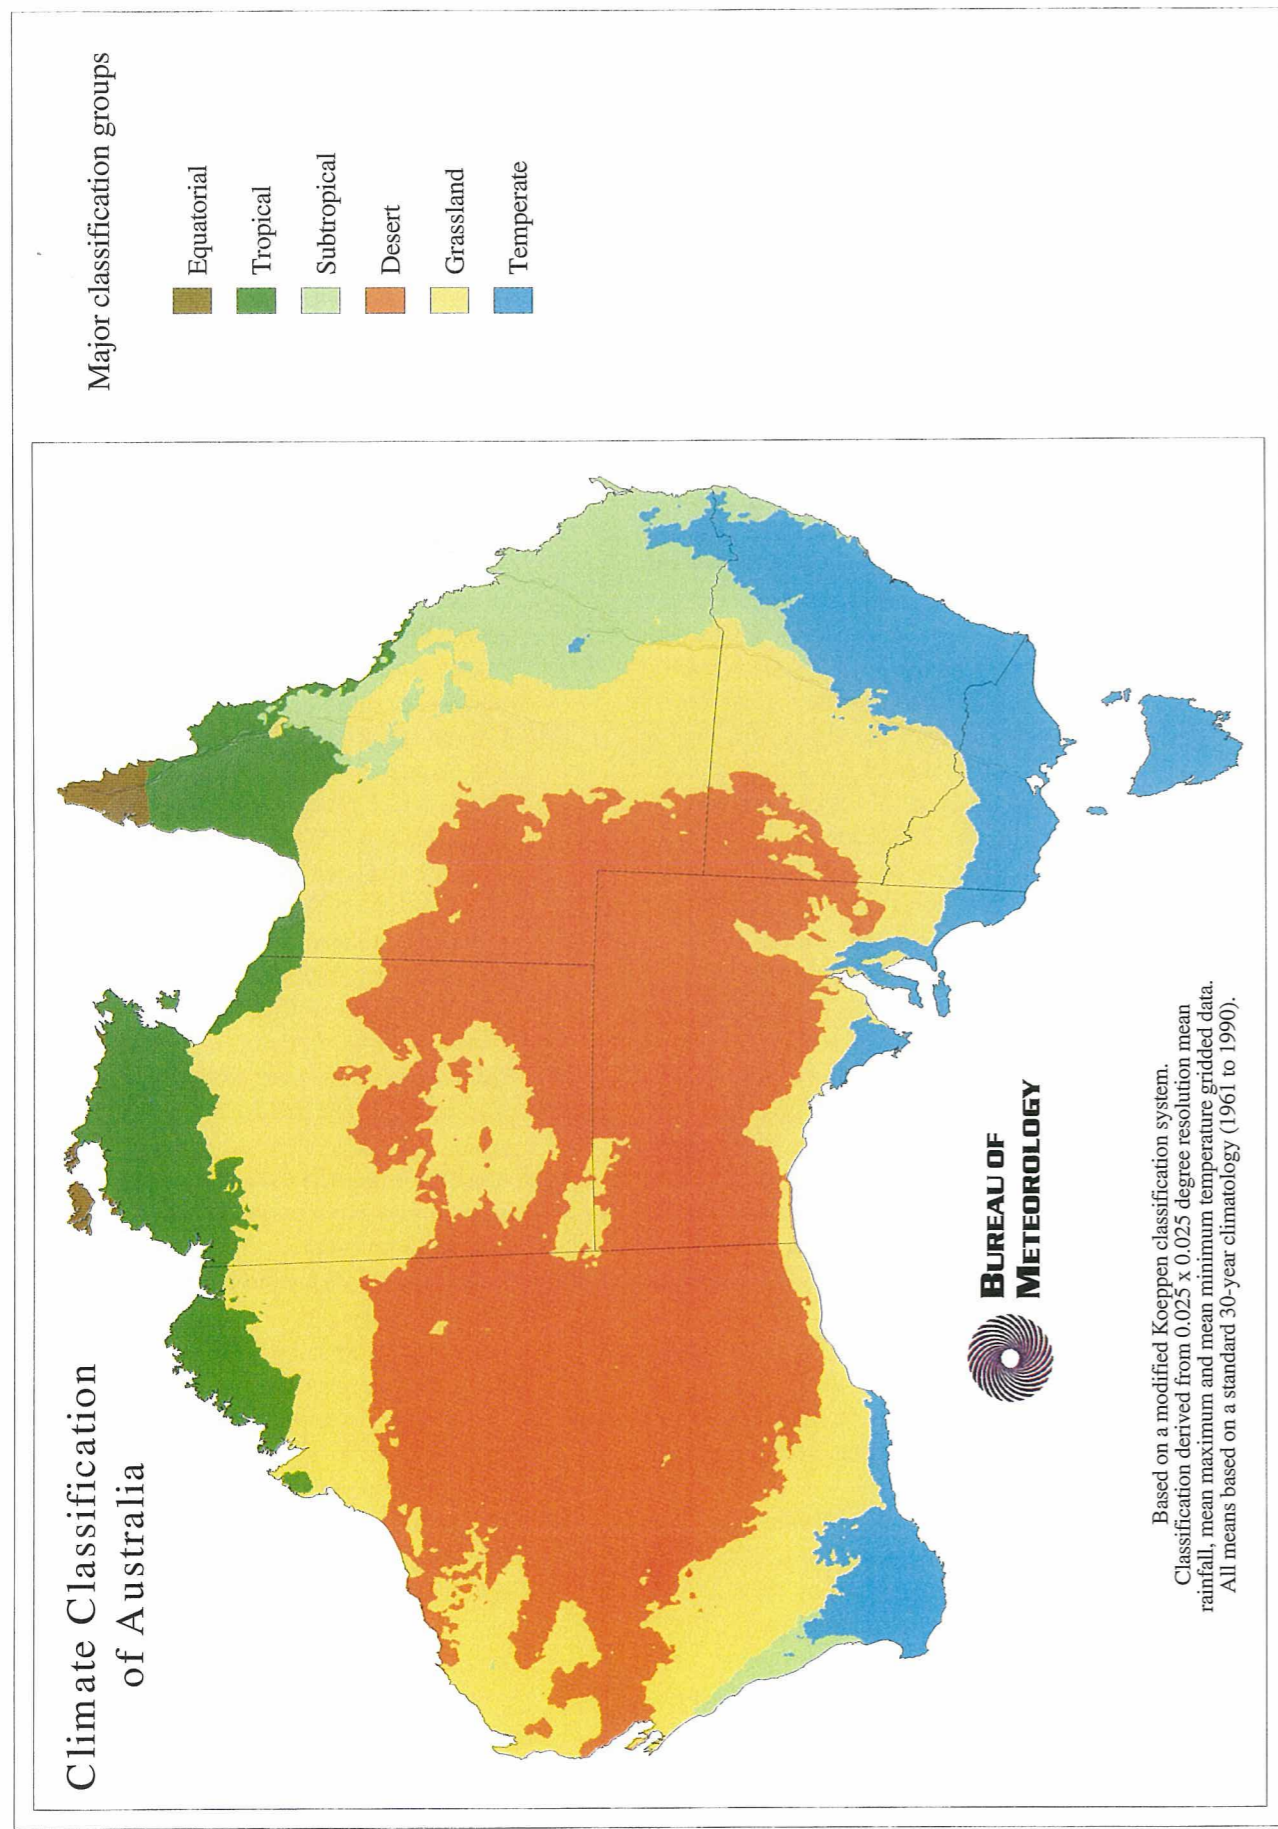 Climate Classification
of Australia
Major classification groups
Equatorial
Tropical
Subtropical
Desert
Grassland
Temperate
BUREAU OF
METEOROLOGY
Based on a modified Koeppen classification system.
Classification derived from 0.025 x 0.025 degree resolution mean
rainfall, mean maximum and mean minimum temperature gridded data.
All means based on a standard 30-year climatology (1961 to 1990).